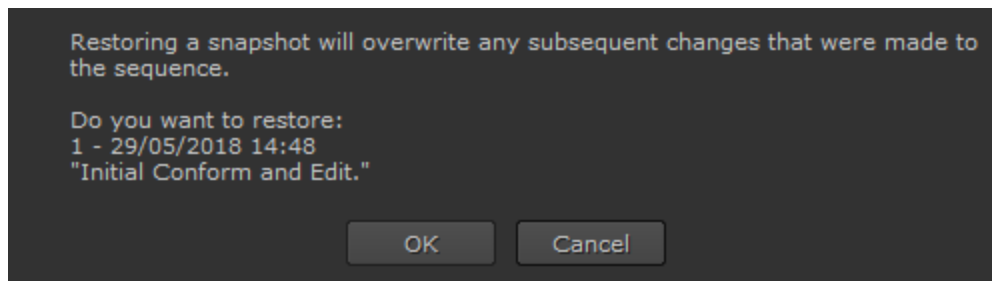 Restoring a snapshot will overwrite any subsequent changes that were made to
the sequence.
Do you want to restore:
1 - 29/05/2018 14:48
"Initial Conform and Edit."
OK
Cancel